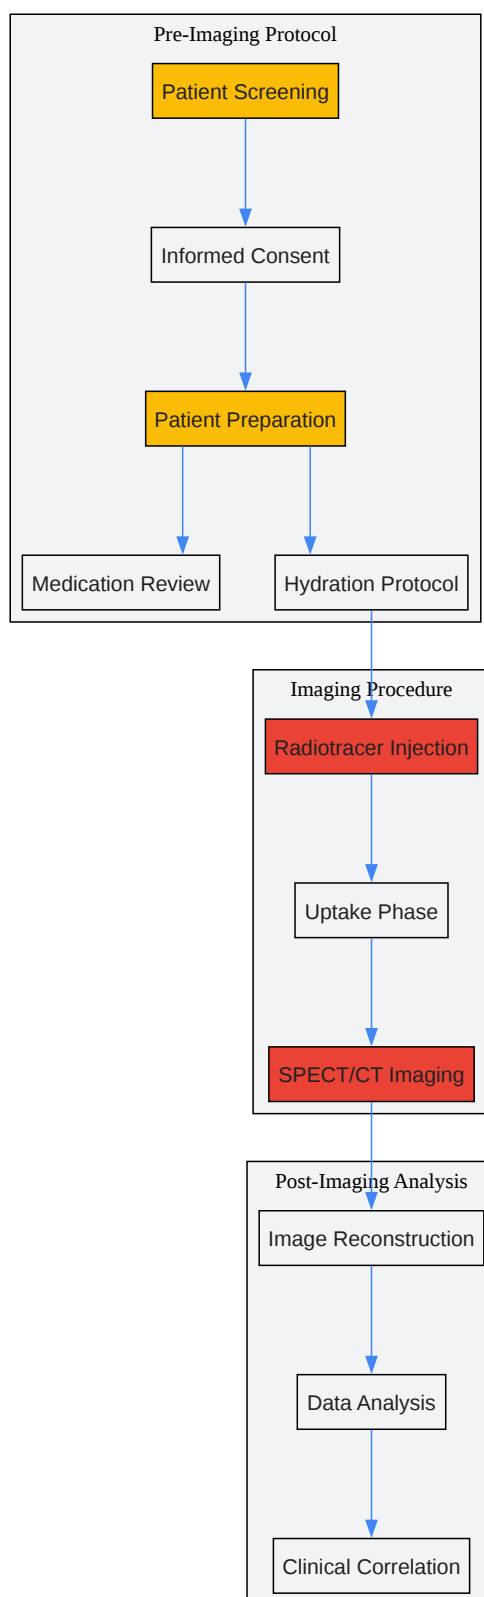 Pre-Imaging Protocol
Patient Screening
Informed Consent
Patient Preparation
Medication Review
Hydration Protocol
Imaging Procedure
Radiotracer Injection
Uptake Phase
SPECT/CT Imaging
Post-Imaging Analysis
Image Reconstruction
Data Analysis
Clinical Correlation